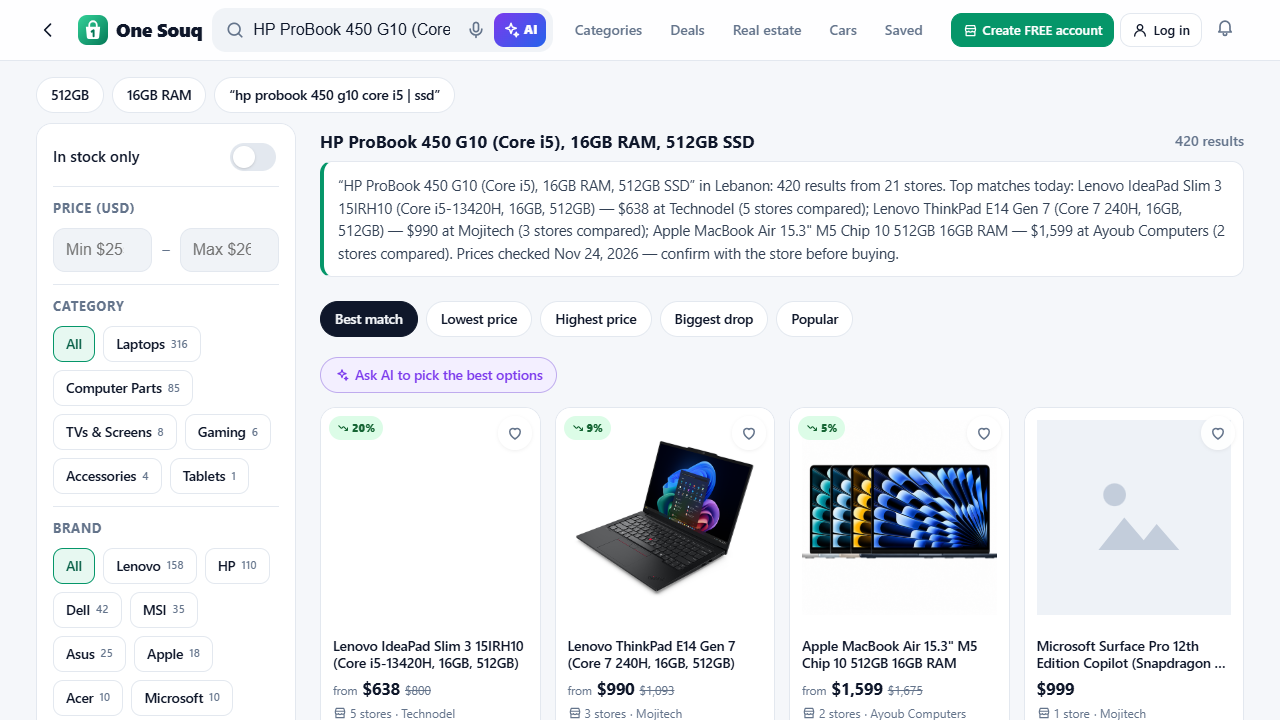 One Souq
HP ProBook 450 G10 (Core
AI
Categories
Deals
Real estate
Cars
Saved
Create FREE account
Log in
512GB
16GB RAM
“hp probook 450 g10 core i5 | ssd”
In stock only
PRICE (USD)
Min $25
–
Max $26
CATEGORY
All
Laptops 316
Computer Parts 85
TVs & Screens 8
Gaming 6
Accessories 4
Tablets 1
BRAND
All
Lenovo 158
HP 110
Dell 42
MSI 35
Asus 25
Apple 18
Acer 10
Microsoft 10
HP ProBook 450 G10 (Core i5), 16GB RAM, 512GB SSD
420 results
“HP ProBook 450 G10 (Core i5), 16GB RAM, 512GB SSD” in Lebanon: 420 results from 21 stores. Top matches today: Lenovo IdeaPad Slim 3
15IRH10 (Core i5-13420H, 16GB, 512GB) — $638 at Technodel (5 stores compared); Lenovo ThinkPad E14 Gen 7 (Core 7 240H, 16GB,
512GB) — $990 at Mojitech (3 stores compared); Apple MacBook Air 15.3" M5 Chip 10 512GB 16GB RAM — $1,599 at Ayoub Computers (2
stores compared). Prices checked Nov 24, 2026 — confirm with the store before buying.
Best match
Lowest price
Highest price
Biggest drop
Popular
Ask AI to pick the best options
20%
Lenovo IdeaPad Slim 3 15IRH10
(Core i5-13420H, 16GB, 512GB)
from $638 $800
5 stores · Technodel
9%
Lenovo ThinkPad E14 Gen 7
(Core 7 240H, 16GB, 512GB)
from $990 $1,093
3 stores · Mojitech
5%
Apple MacBook Air 15.3" M5
Chip 10 512GB 16GB RAM
from $1,599 $1,675
2 stores · Ayoub Computers
Microsoft Surface Pro 12th
Edition Copilot (Snapdragon ...
$999
1 store · Mojitech